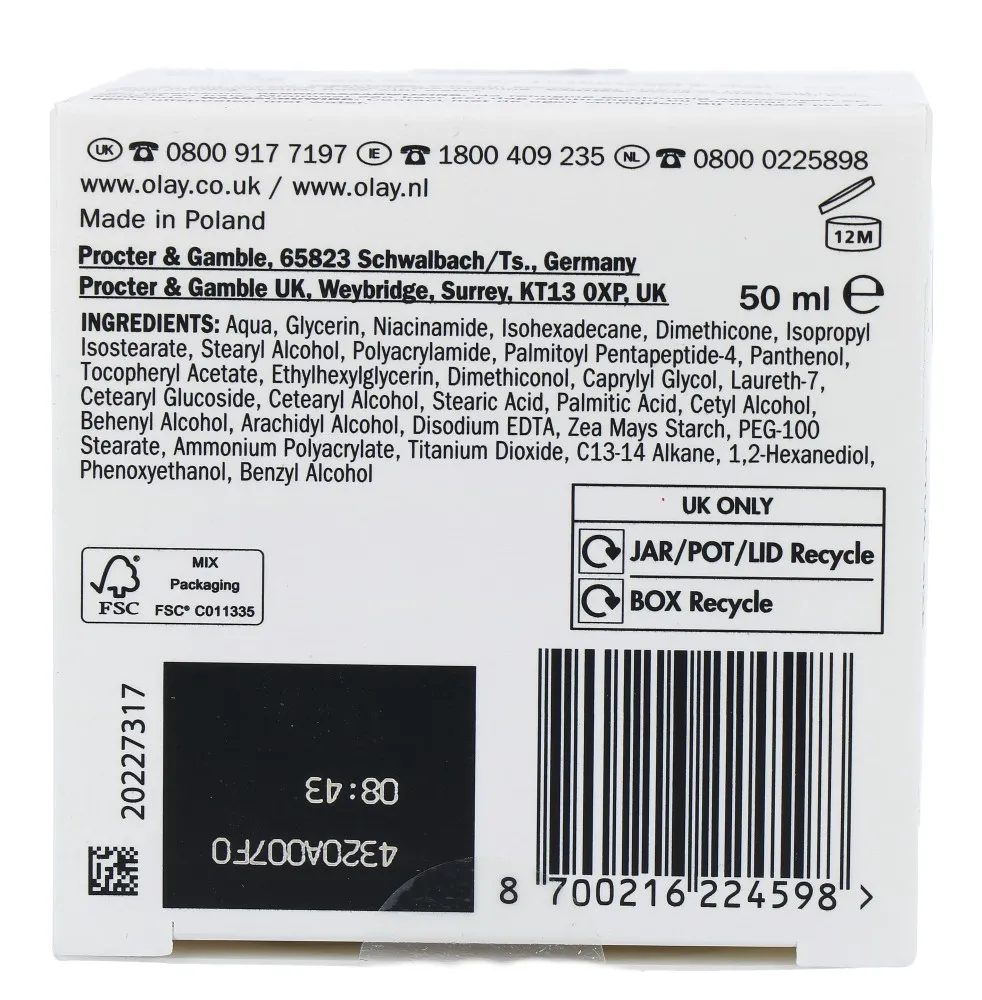 UK 0800 917 7197 IE 1800 409 235 NL 0800 0225898
www.olay.co.uk / www.olay.nl
Made in Poland
12M
Procter & Gamble, 65823 Schwalbach/Ts., Germany
Procter & Gamble UK, Weybridge, Surrey, KT13 0XP, UK
50 ml ℮
INGREDIENTS: Aqua, Glycerin, Niacinamide, Isohexadecane, Dimethicone, Isopropyl
Isostearate, Stearyl Alcohol, Polyacrylamide, Palmitoyl Pentapeptide-4, Panthenol,
Tocopheryl Acetate, Ethylhexylglycerin, Dimethiconol, Caprylyl Glycol, Laureth-7,
Cetearyl Glucoside, Cetearyl Alcohol, Stearic Acid, Palmitic Acid, Cetyl Alcohol,
Behenyl Alcohol, Arachidyl Alcohol, Disodium EDTA, Zea Mays Starch, PEG-100
Stearate, Ammonium Polyacrylate, Titanium Dioxide, C13-14 Alkane, 1,2-Hexanediol,
Phenoxyethanol, Benzyl Alcohol
UK ONLY
JAR/POT/LID Recycle
BOX Recycle
FSC®
MIX
Packaging
FSC® C011335
20227317
4320A007F0
08:43
8 700216 224598 >